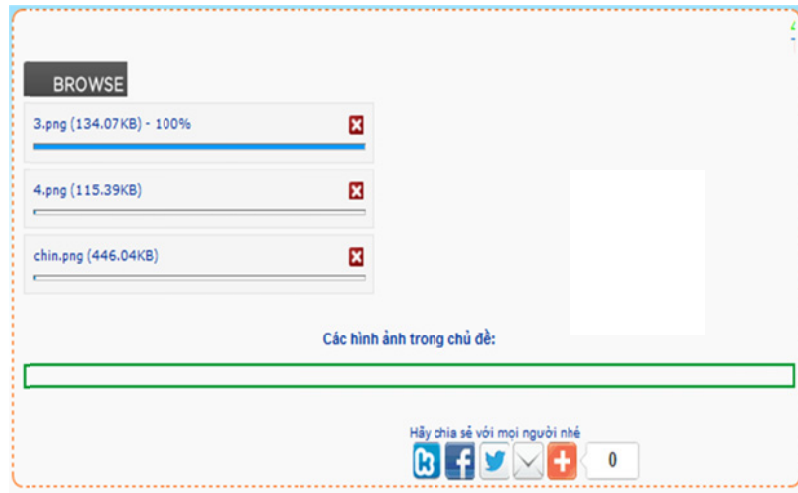 BROWSE
3.png (134.07KB) - 100%
4.png (115.39KB)
chin.png (446.04KB)
Các hình ảnh trong chủ đề:
Hãy chia sẻ với mọi người nhé
0